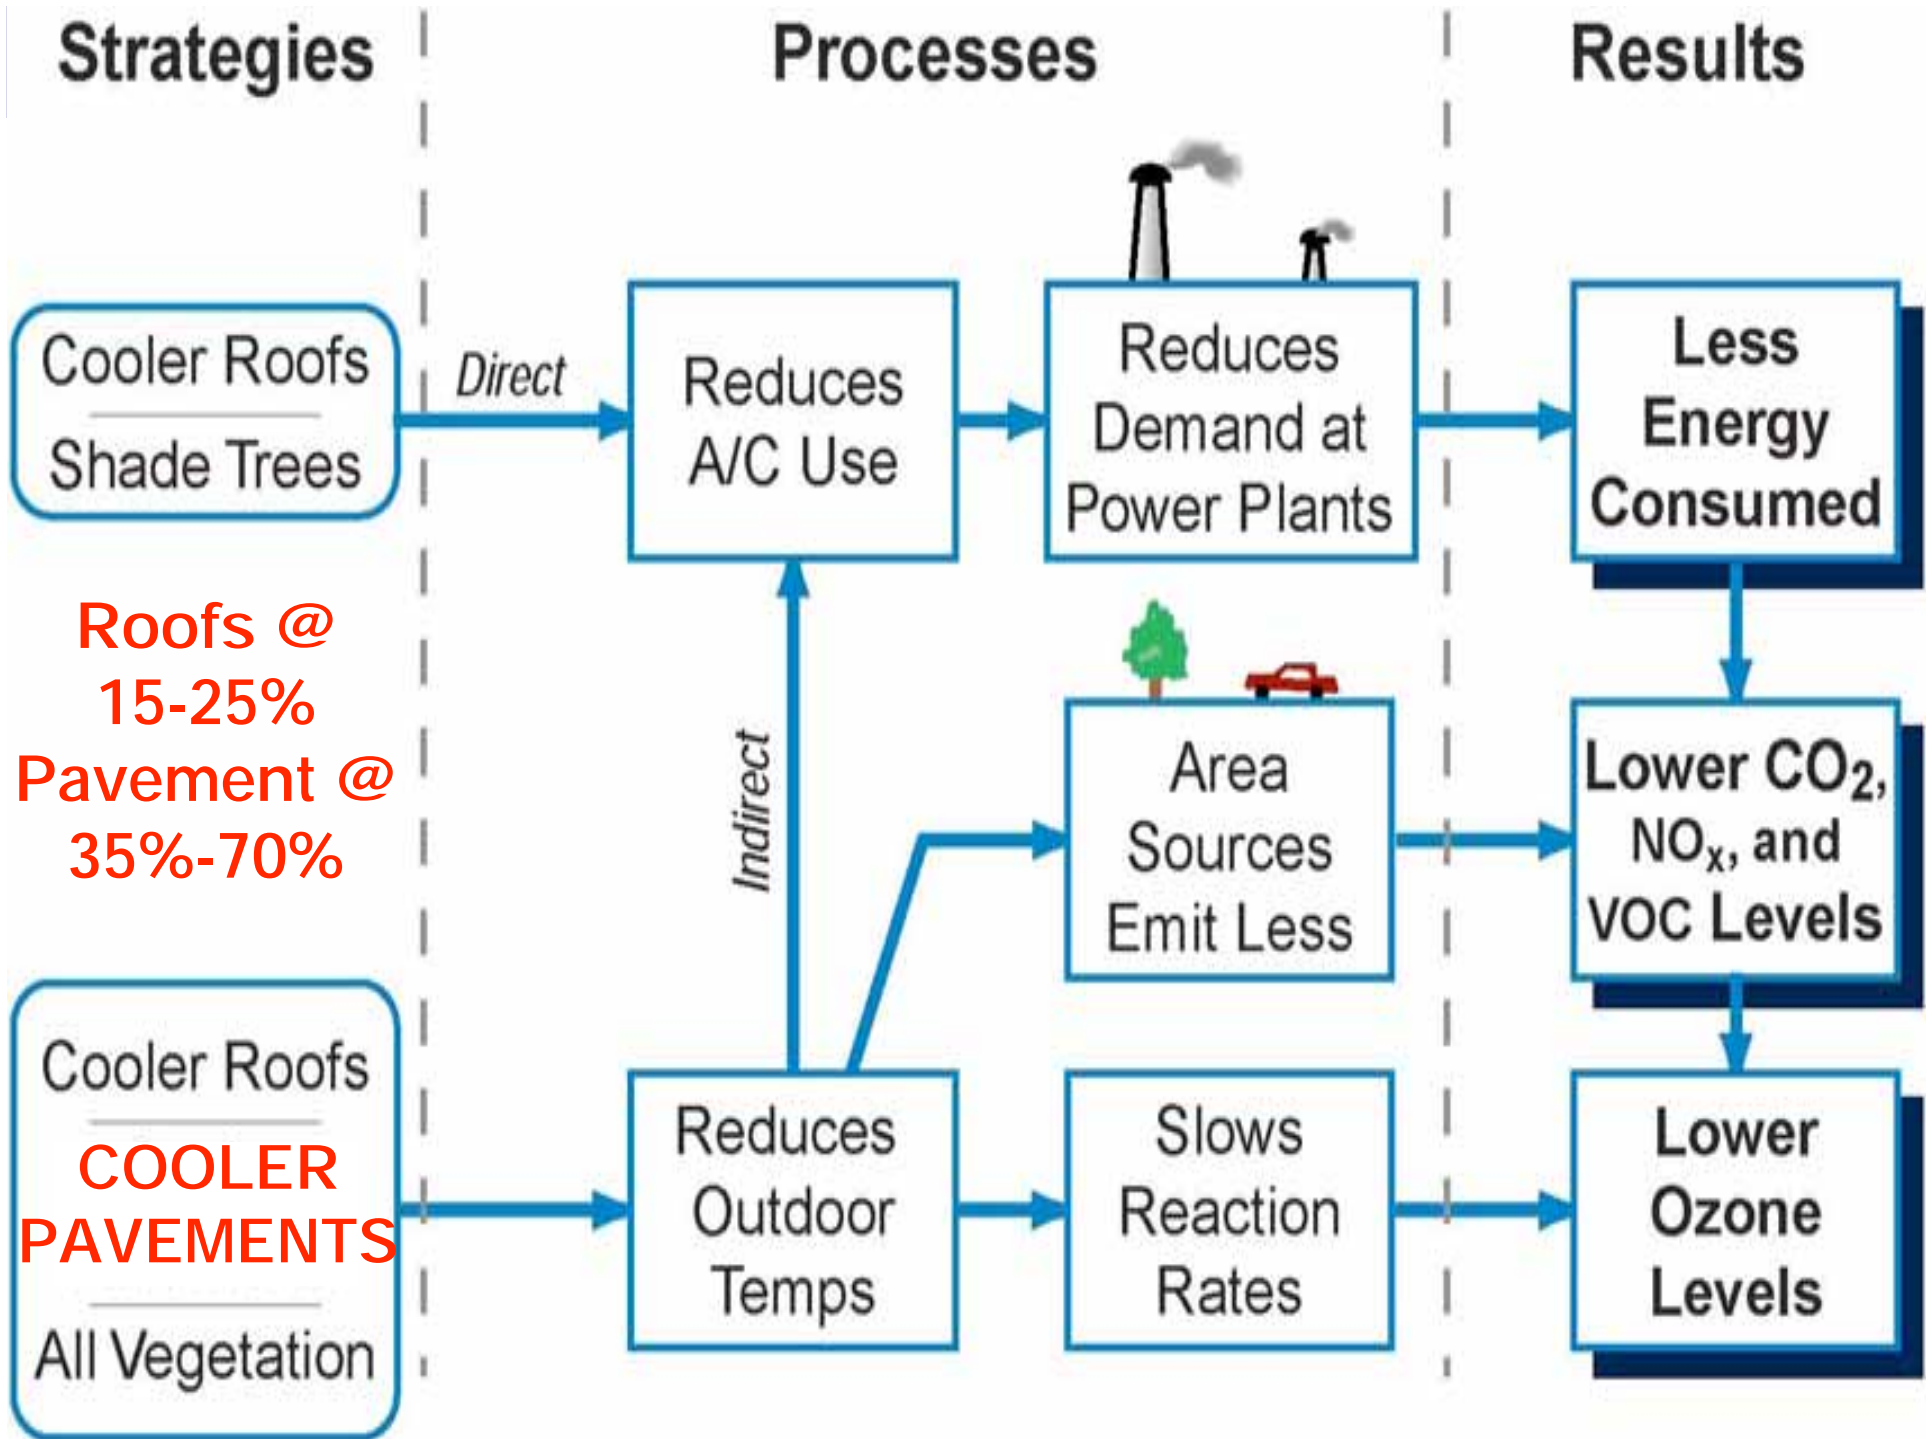 Strategies
Processes
Results
Cooler Roofs
Shade Trees
Direct
Reduces
A/C Use
Reduces
Demand at
Power Plants
Less
Energy
Consumed
Roofs @
15-25%
Pavement @
35%-70%
Indirect
Area
Sources
Emit Less
Lower CO₂,
NOₓ, and
VOC Levels
Cooler Roofs
COOLER
PAVEMENTS
All Vegetation
Reduces
Outdoor
Temps
Slows
Reaction
Rates
Lower
Ozone
Levels